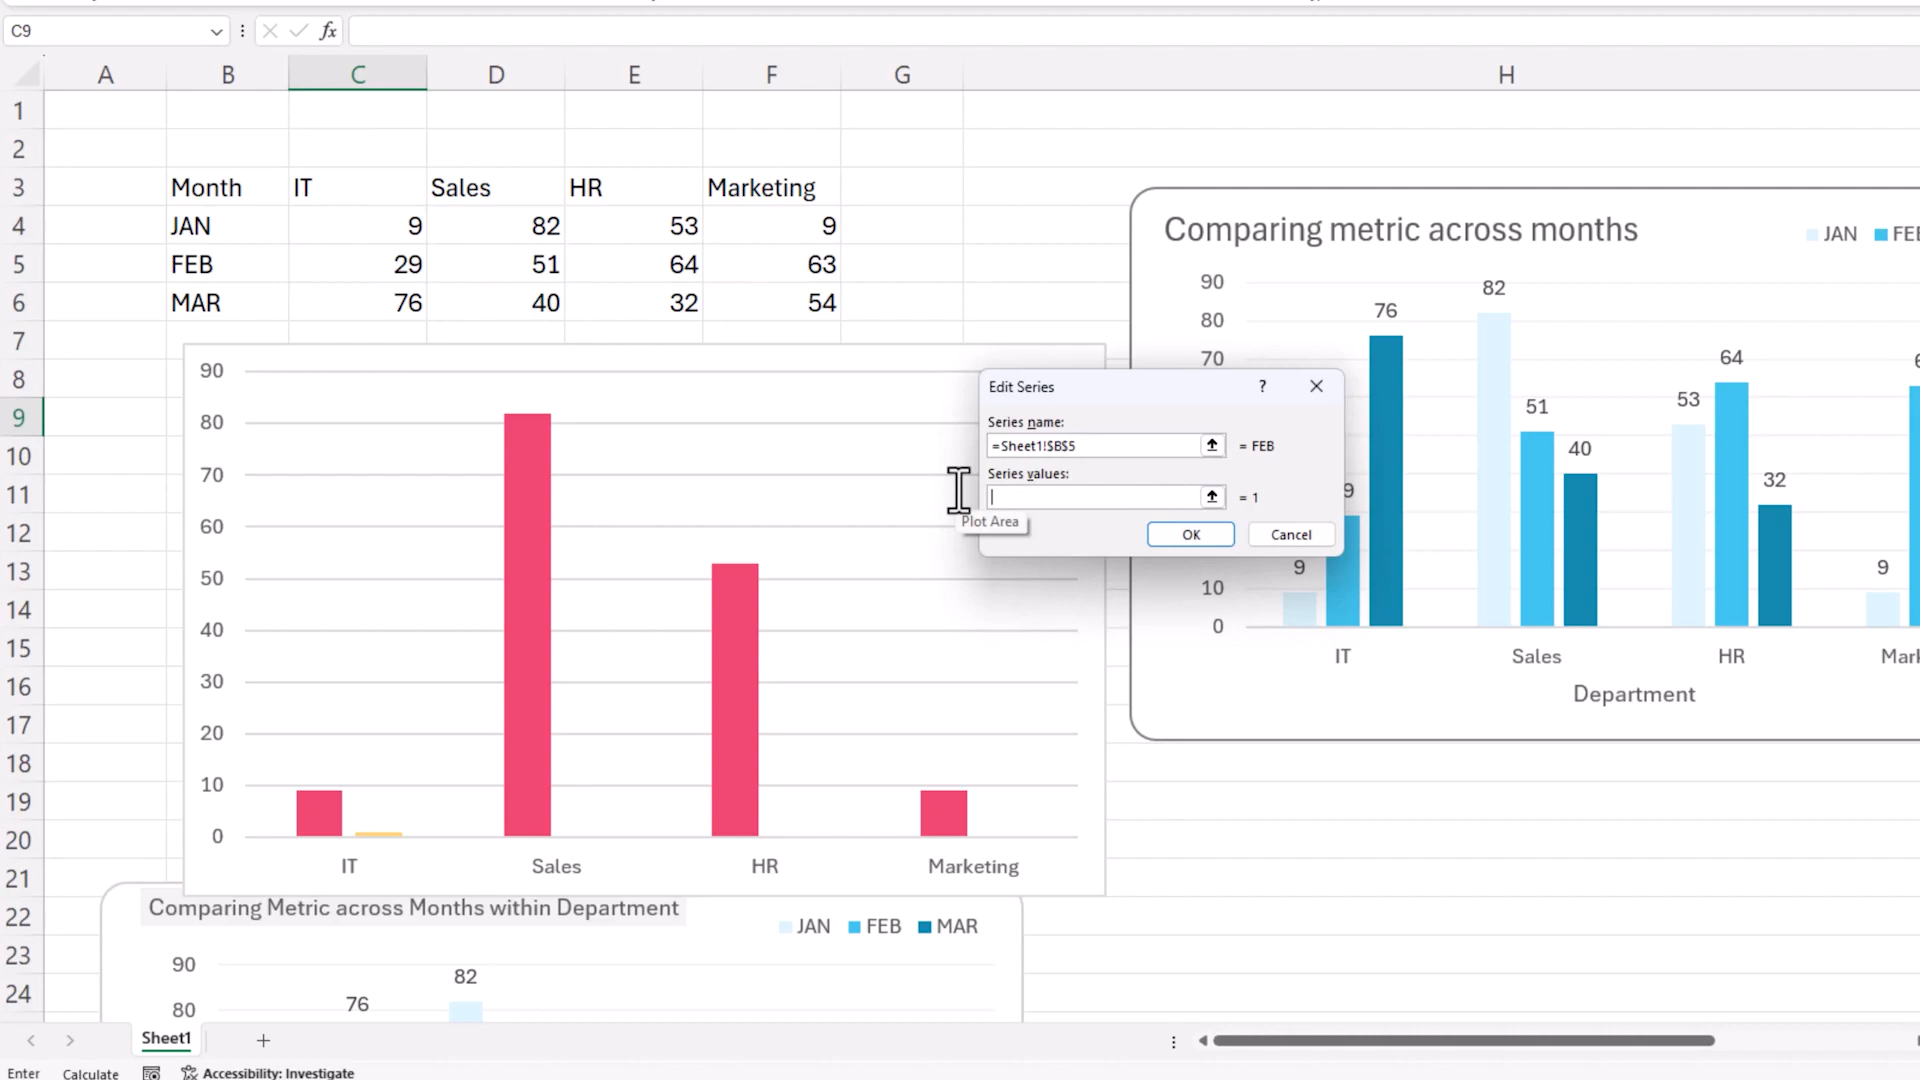 C9
fx
A B C D E F G H
1
2
3 Month IT Sales HR Marketing
4 JAN 9 82 53 9
5 FEB 29 51 64 63
6 MAR 76 40 32 54
7
8
9
10
11
12
13
14
15
16
17
18
19
20
21
22
23
24
90
80
70
60
50
40
30
20
10
0
IT Sales HR Marketing
Edit Series ?
Series name:
=Sheet1!$B$5 = FEB
Series values:
= 1
OK Cancel
Plot Area
Comparing metric across months
JAN
90
80
70
10
0
9 9 76
82 51 40
53 64 32
9
IT Sales HR
Department
Comparing Metric across Months within Department
JAN FEB MAR
90
80
76 82
Sheet1
Enter Calculate Accessibility: Investigate